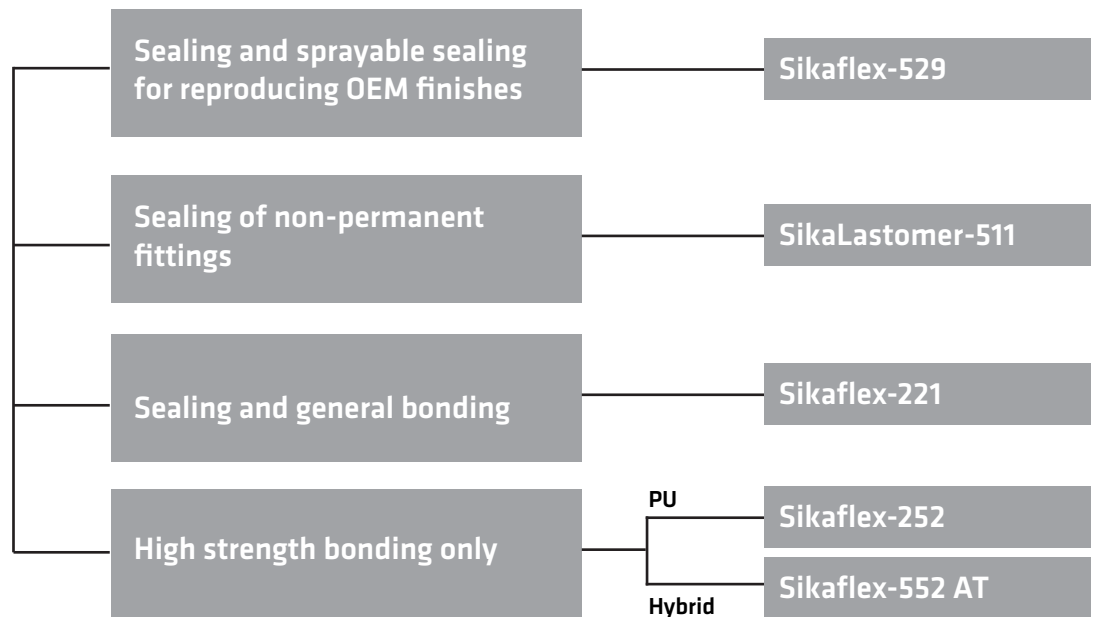 Sealing and sprayable sealing
for reproducing OEM finishes
Sikaflex-529
Sealing of non-permanent
fittings
SikaLastomer-511
Sealing and general bonding
Sikaflex-221
High strength bonding only
PU
Sikaflex-252
Hybrid
Sikaflex-552 AT